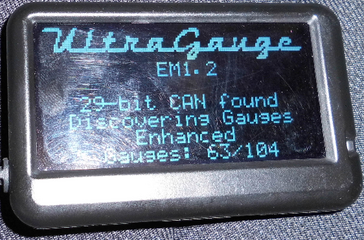 UltraGauge
EM1.2
29-bit CAN found
Discovering Gauges
Enhanced
Gauges: 63/104